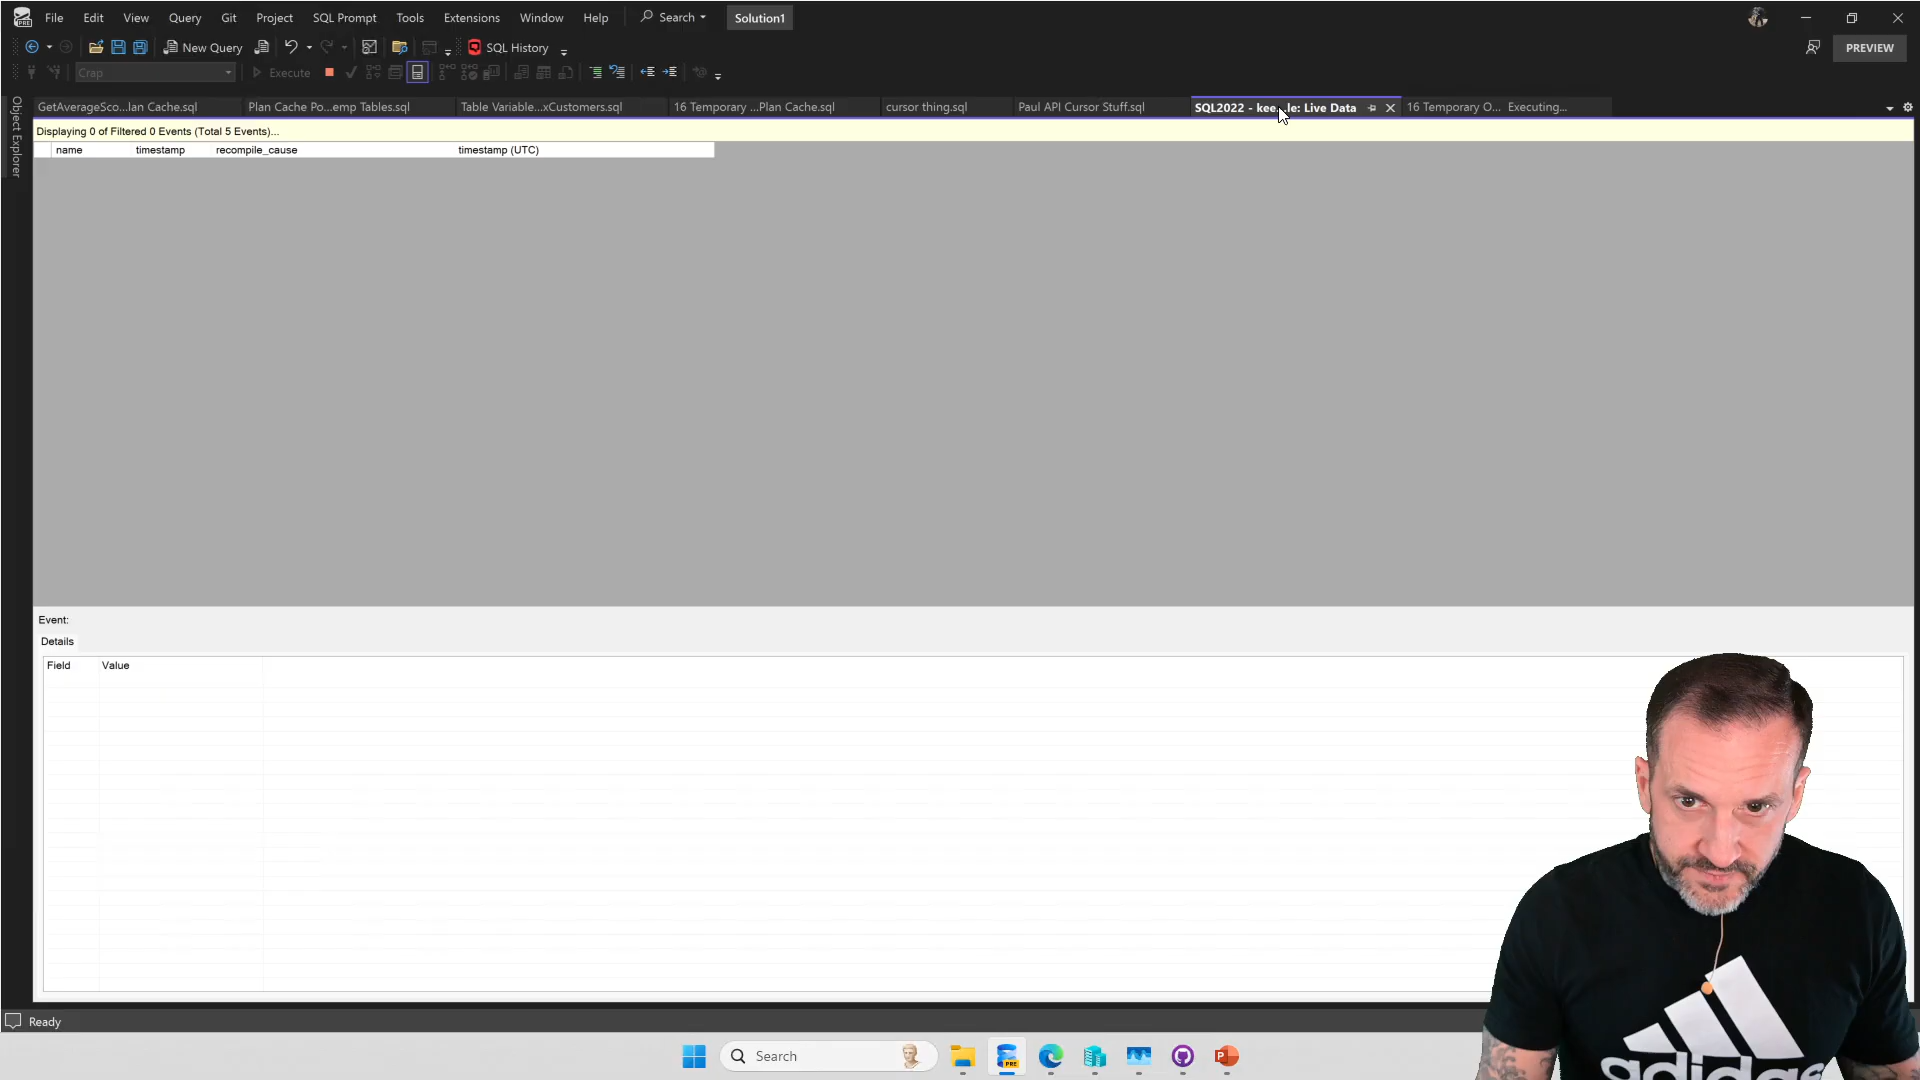 File Edit View Query Git Project SQL Prompt Tools Extensions Window Help Search Solution1
New Query SQL History PREVIEW
Crap Execute
GetAverageSco...lan Cache.sql Plan Cache Po...emp Tables.sql Table Variable...xCustomers.sql 16 Temporary ...Plan Cache.sql cursor thing.sql Paul API Cursor Stuff.sql SQL2022 - kee...le: Live Data 16 Temporary O... Executing...
Object Explorer
Displaying 0 of Filtered 0 Events (Total 5 Events)...
name timestamp recompile_cause timestamp (UTC)
Event:
Details
Field Value
Ready
Search
PRE
adidas